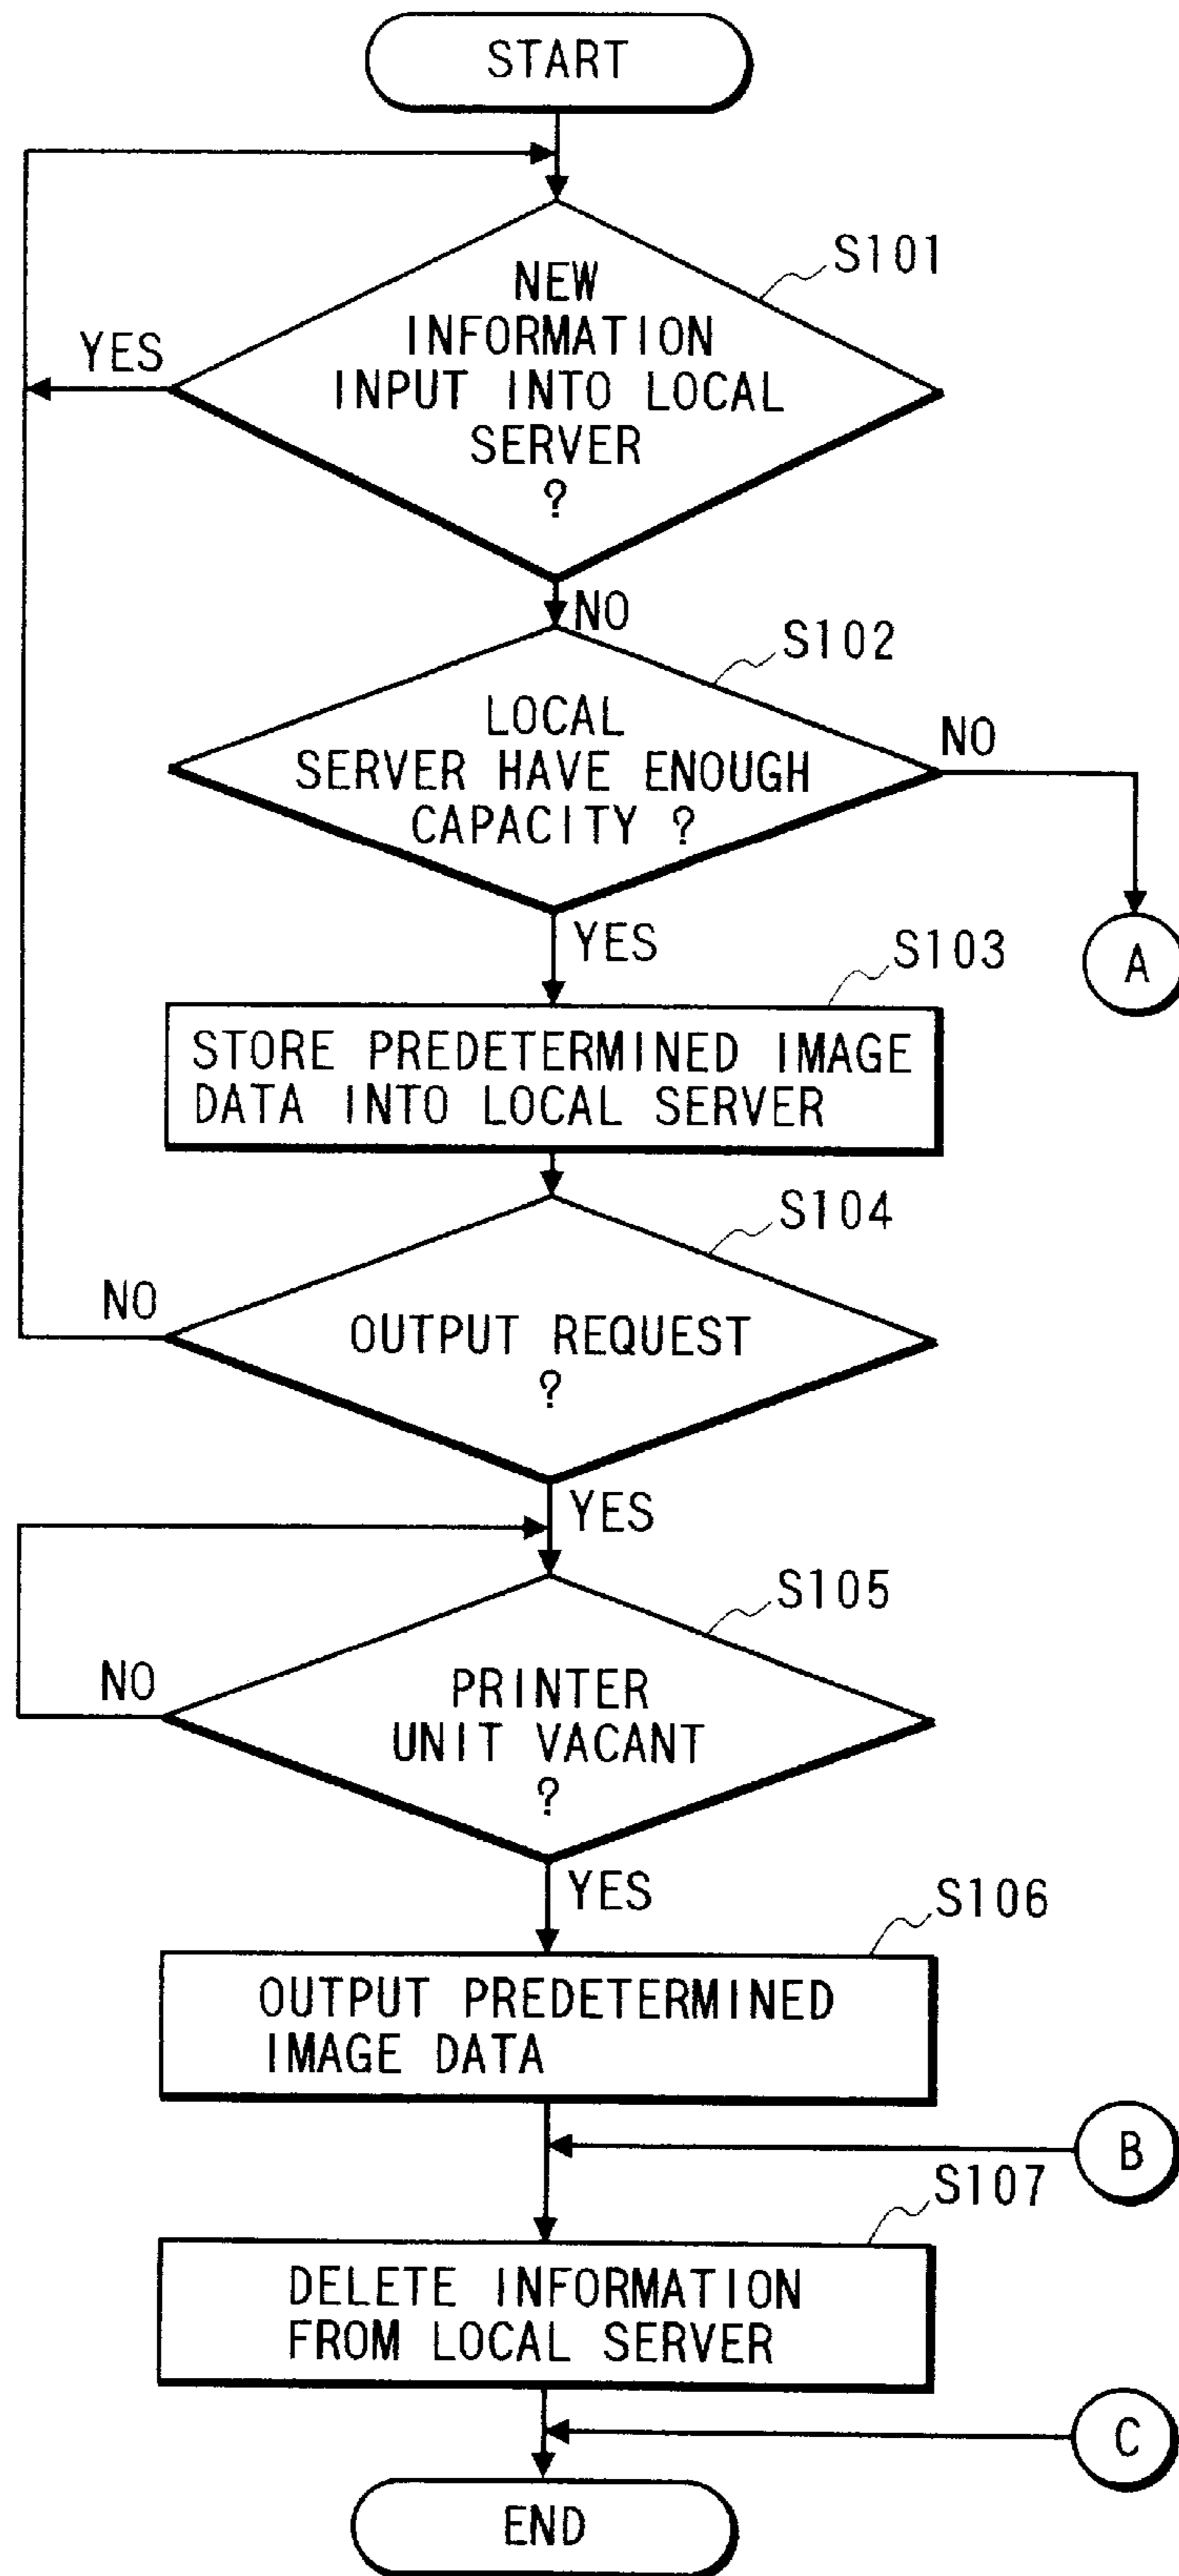 START
S101
NEW
INFORMATION
INPUT INTO LOCAL
SERVER
?
YES
NO
S102
LOCAL
SERVER HAVE ENOUGH
CAPACITY ?
NO
YES
A
S103
STORE PREDETERMINED IMAGE
DATA INTO LOCAL SERVER
S104
OUTPUT REQUEST
?
NO
YES
S105
PRINTER
UNIT VACANT
?
NO
YES
S106
OUTPUT PREDETERMINED
IMAGE DATA
B
S107
DELETE INFORMATION
FROM LOCAL SERVER
C
END